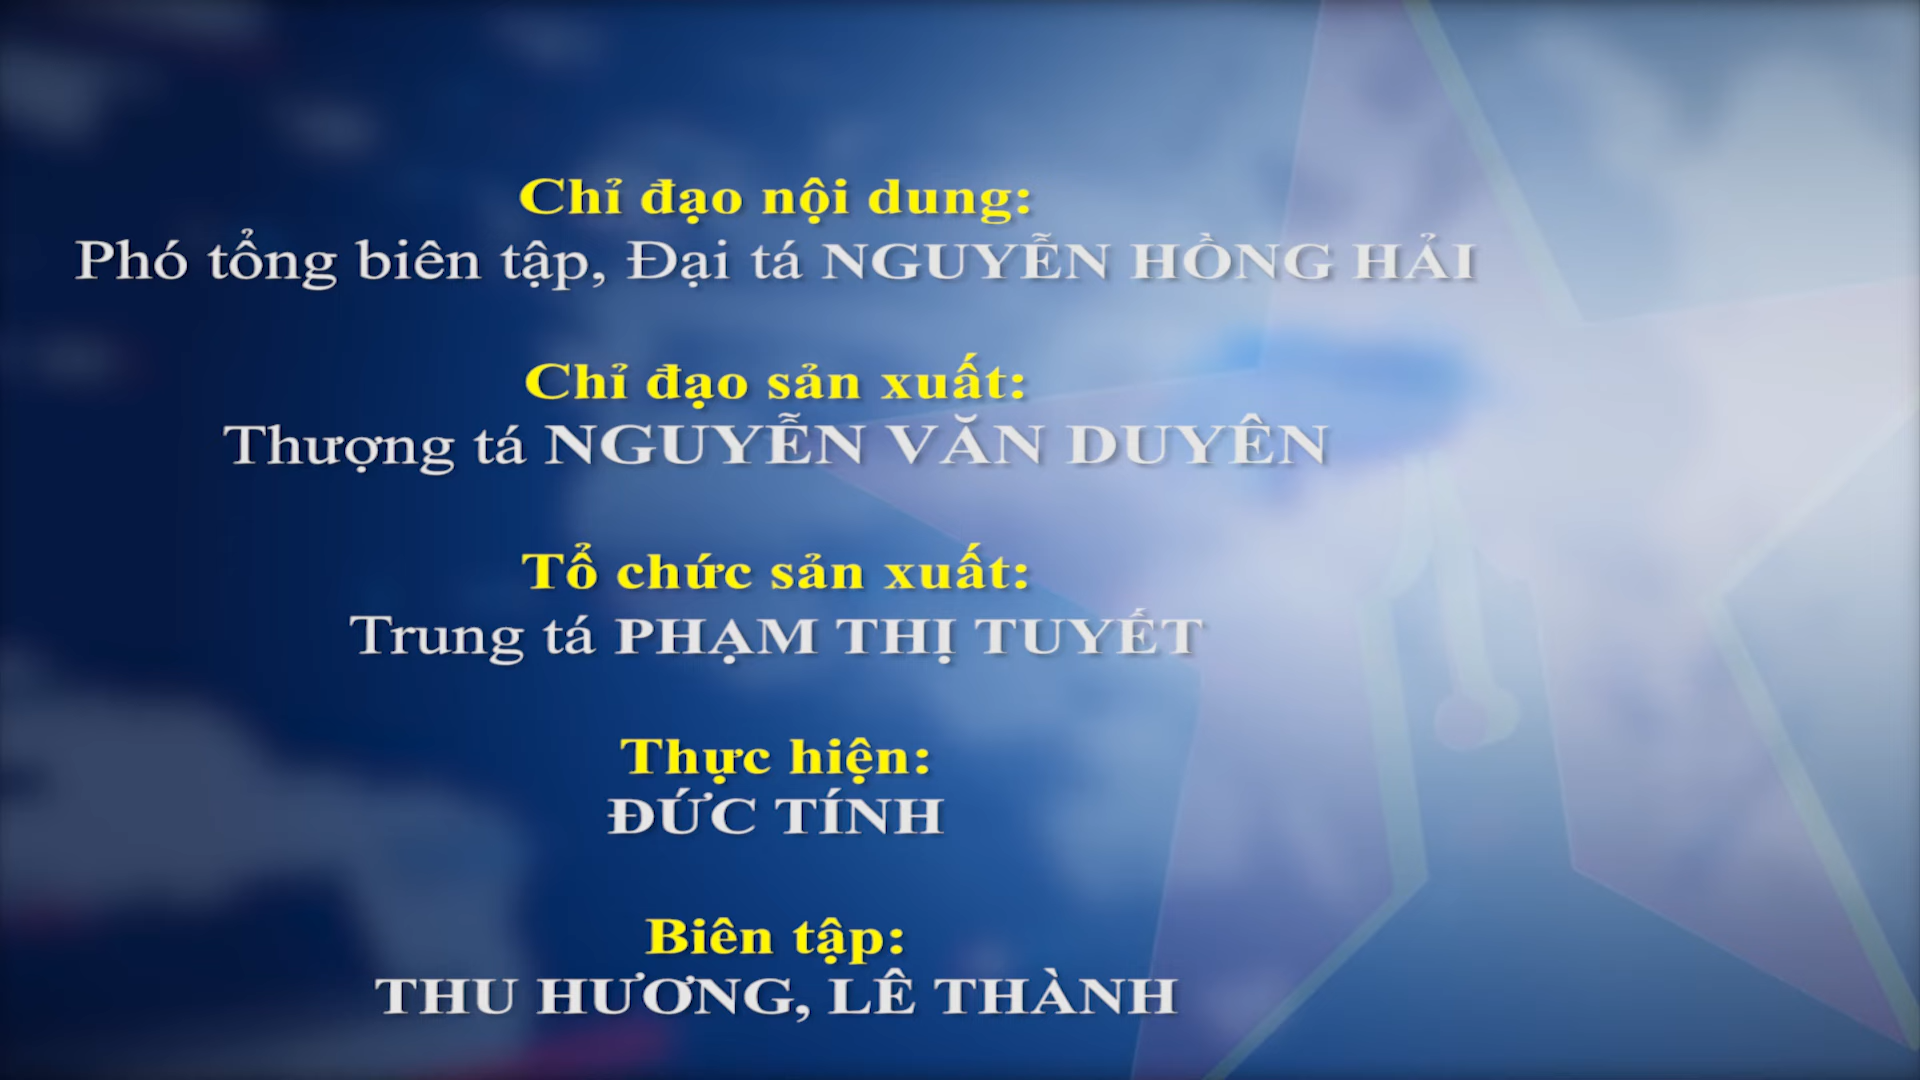 Chỉ đạo nội dung:
Phó tổng biên tập, Đại tá NGUYỄN HỒNG HẢI
Chỉ đạo sản xuất:
Thượng tá NGUYỄN VĂN DUYÊN
Tổ chức sản xuất:
Trung tá PHẠM THỊ TUYẾT
Thực hiện:
ĐỨC TÍNH
Biên tập:
THU HƯƠNG, LÊ THÀNH